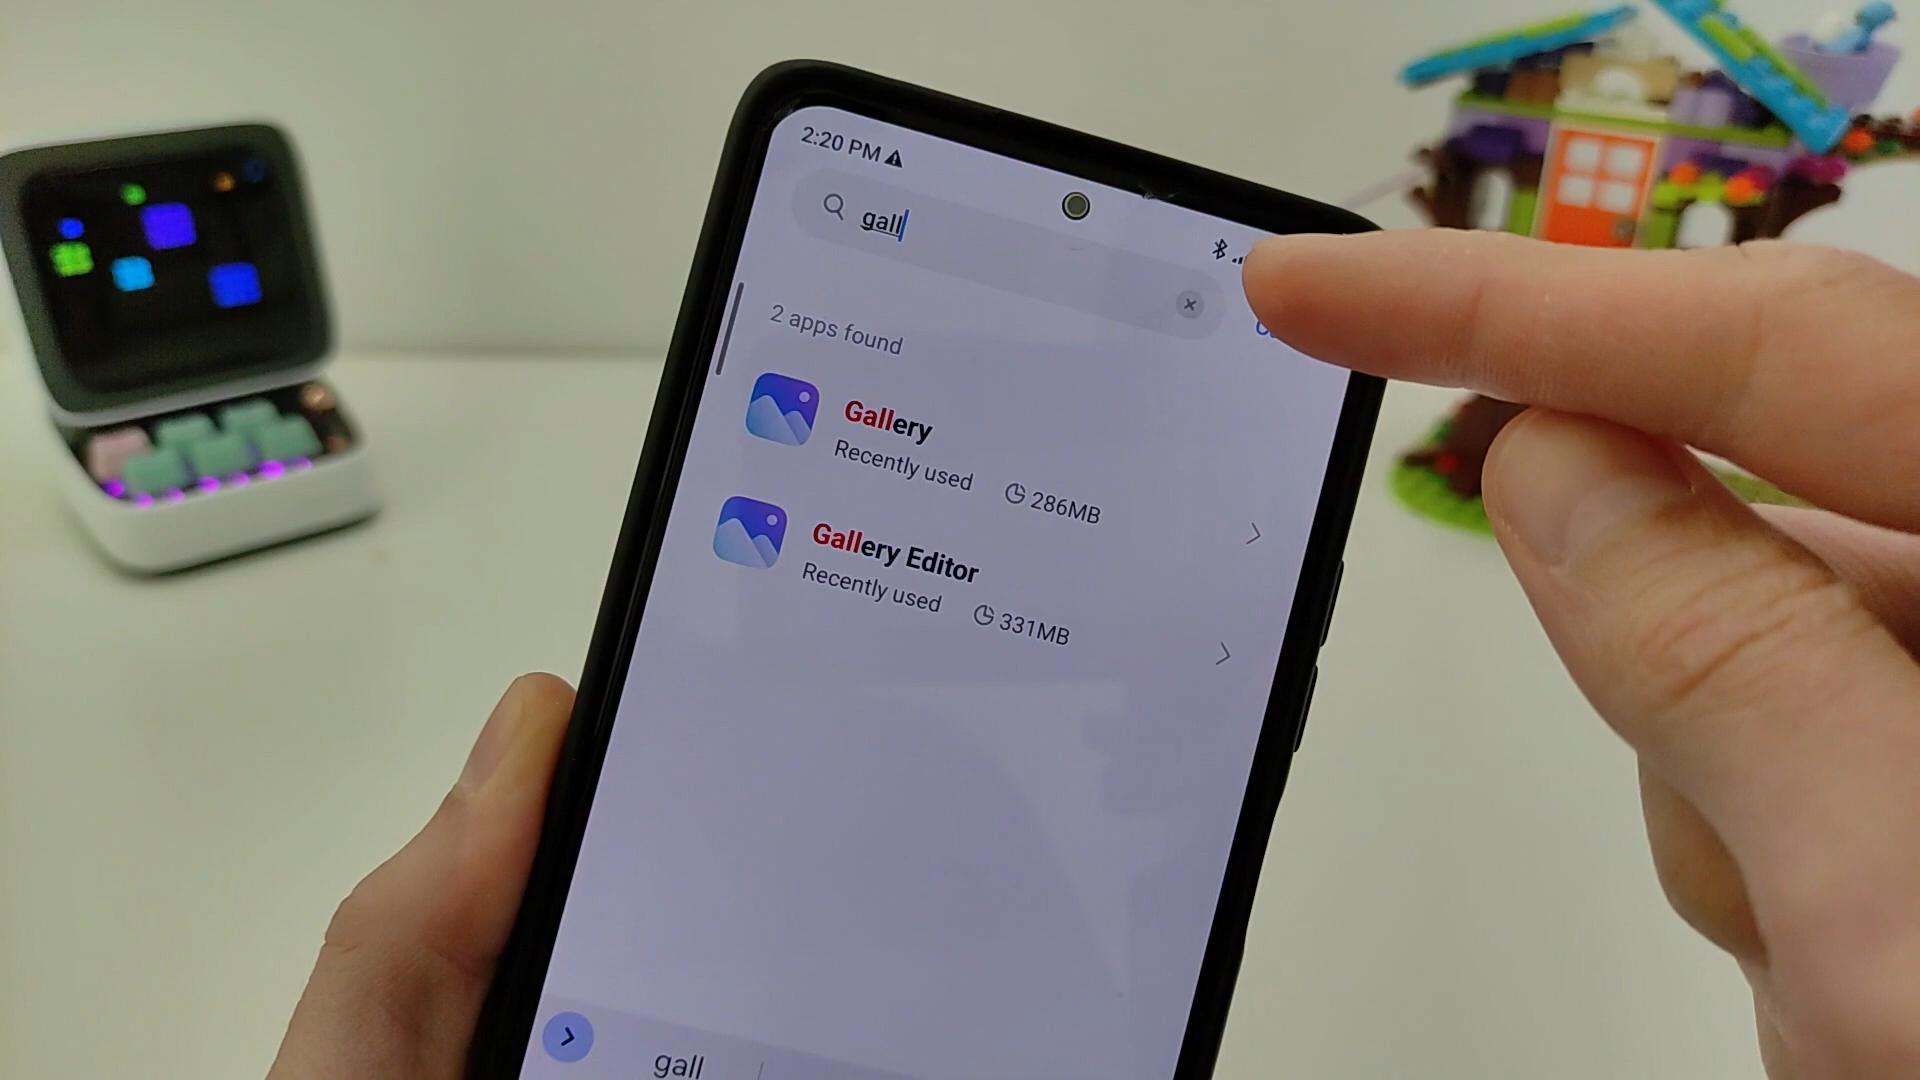 2:20 PM
gall
2 apps found
Gallery
Recently used 286MB
Gallery Editor
Recently used 331MB
gall